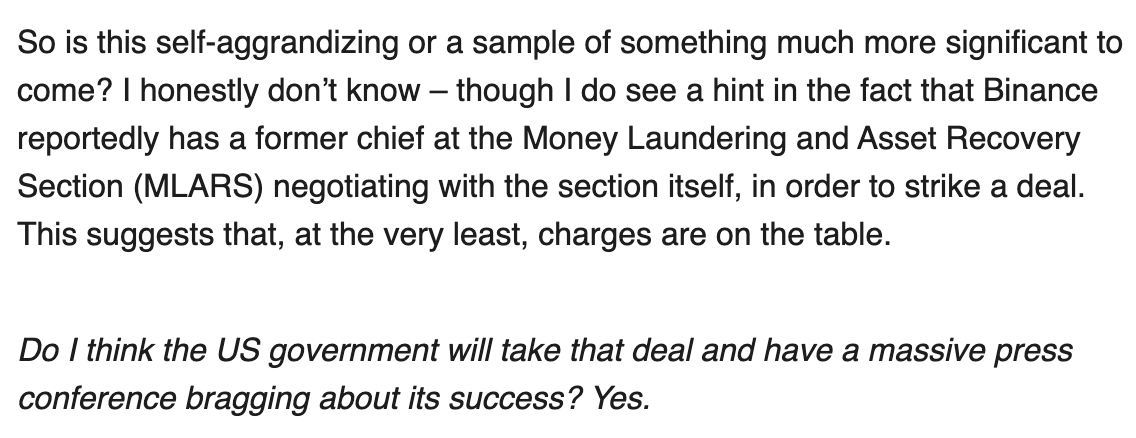 So is this self-aggrandizing or a sample of something much more significant to
come? I honestly don’t know – though I do see a hint in the fact that Binance
reportedly has a former chief at the Money Laundering and Asset Recovery
Section (MLARS) negotiating with the section itself, in order to strike a deal.
This suggests that, at the very least, charges are on the table.
Do I think the US government will take that deal and have a massive press
conference bragging about its success? Yes.